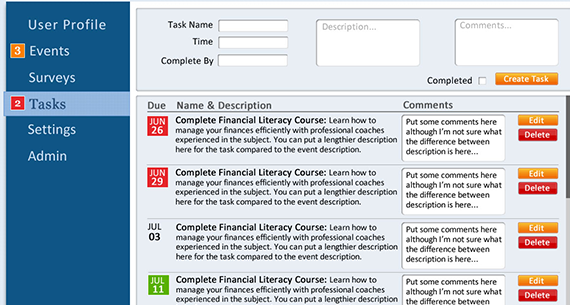 User Profile
3 Events
Surveys
2 Tasks
Settings
Admin
Task Name
Time
Complete By
Description...
Comments...
Completed
Create Task
Due Name & Description Comments
JUN
26
Complete Financial Literacy Course: Learn how to
manage your finances efficiently with professional coaches
experienced in the subject. You can put a lengthier description
here for the task compared to the event description.
Put some comments here
although I'm not sure what
the difference between
description is here...
Edit
Delete
JUN
29
Complete Financial Literacy Course: Learn how to
manage your finances efficiently with professional coaches
experienced in the subject. You can put a lengthier description
here for the task compared to the event description.
Put some comments here
although I'm not sure what
the difference between
description is here...
Edit
Delete
JUL
03
Complete Financial Literacy Course: Learn how to
manage your finances efficiently with professional coaches
experienced in the subject. You can put a lengthier description
here for the task compared to the event description.
Put some comments here
although I'm not sure what
the difference between
description is here...
Edit
Delete
JUL
11
Complete Financial Literacy Course: Learn how to
manage your finances efficiently with professional coaches
experienced in the subject. You can put a lengthier description
Put some comments here
although I'm not sure what
the difference between
Edit
Delete